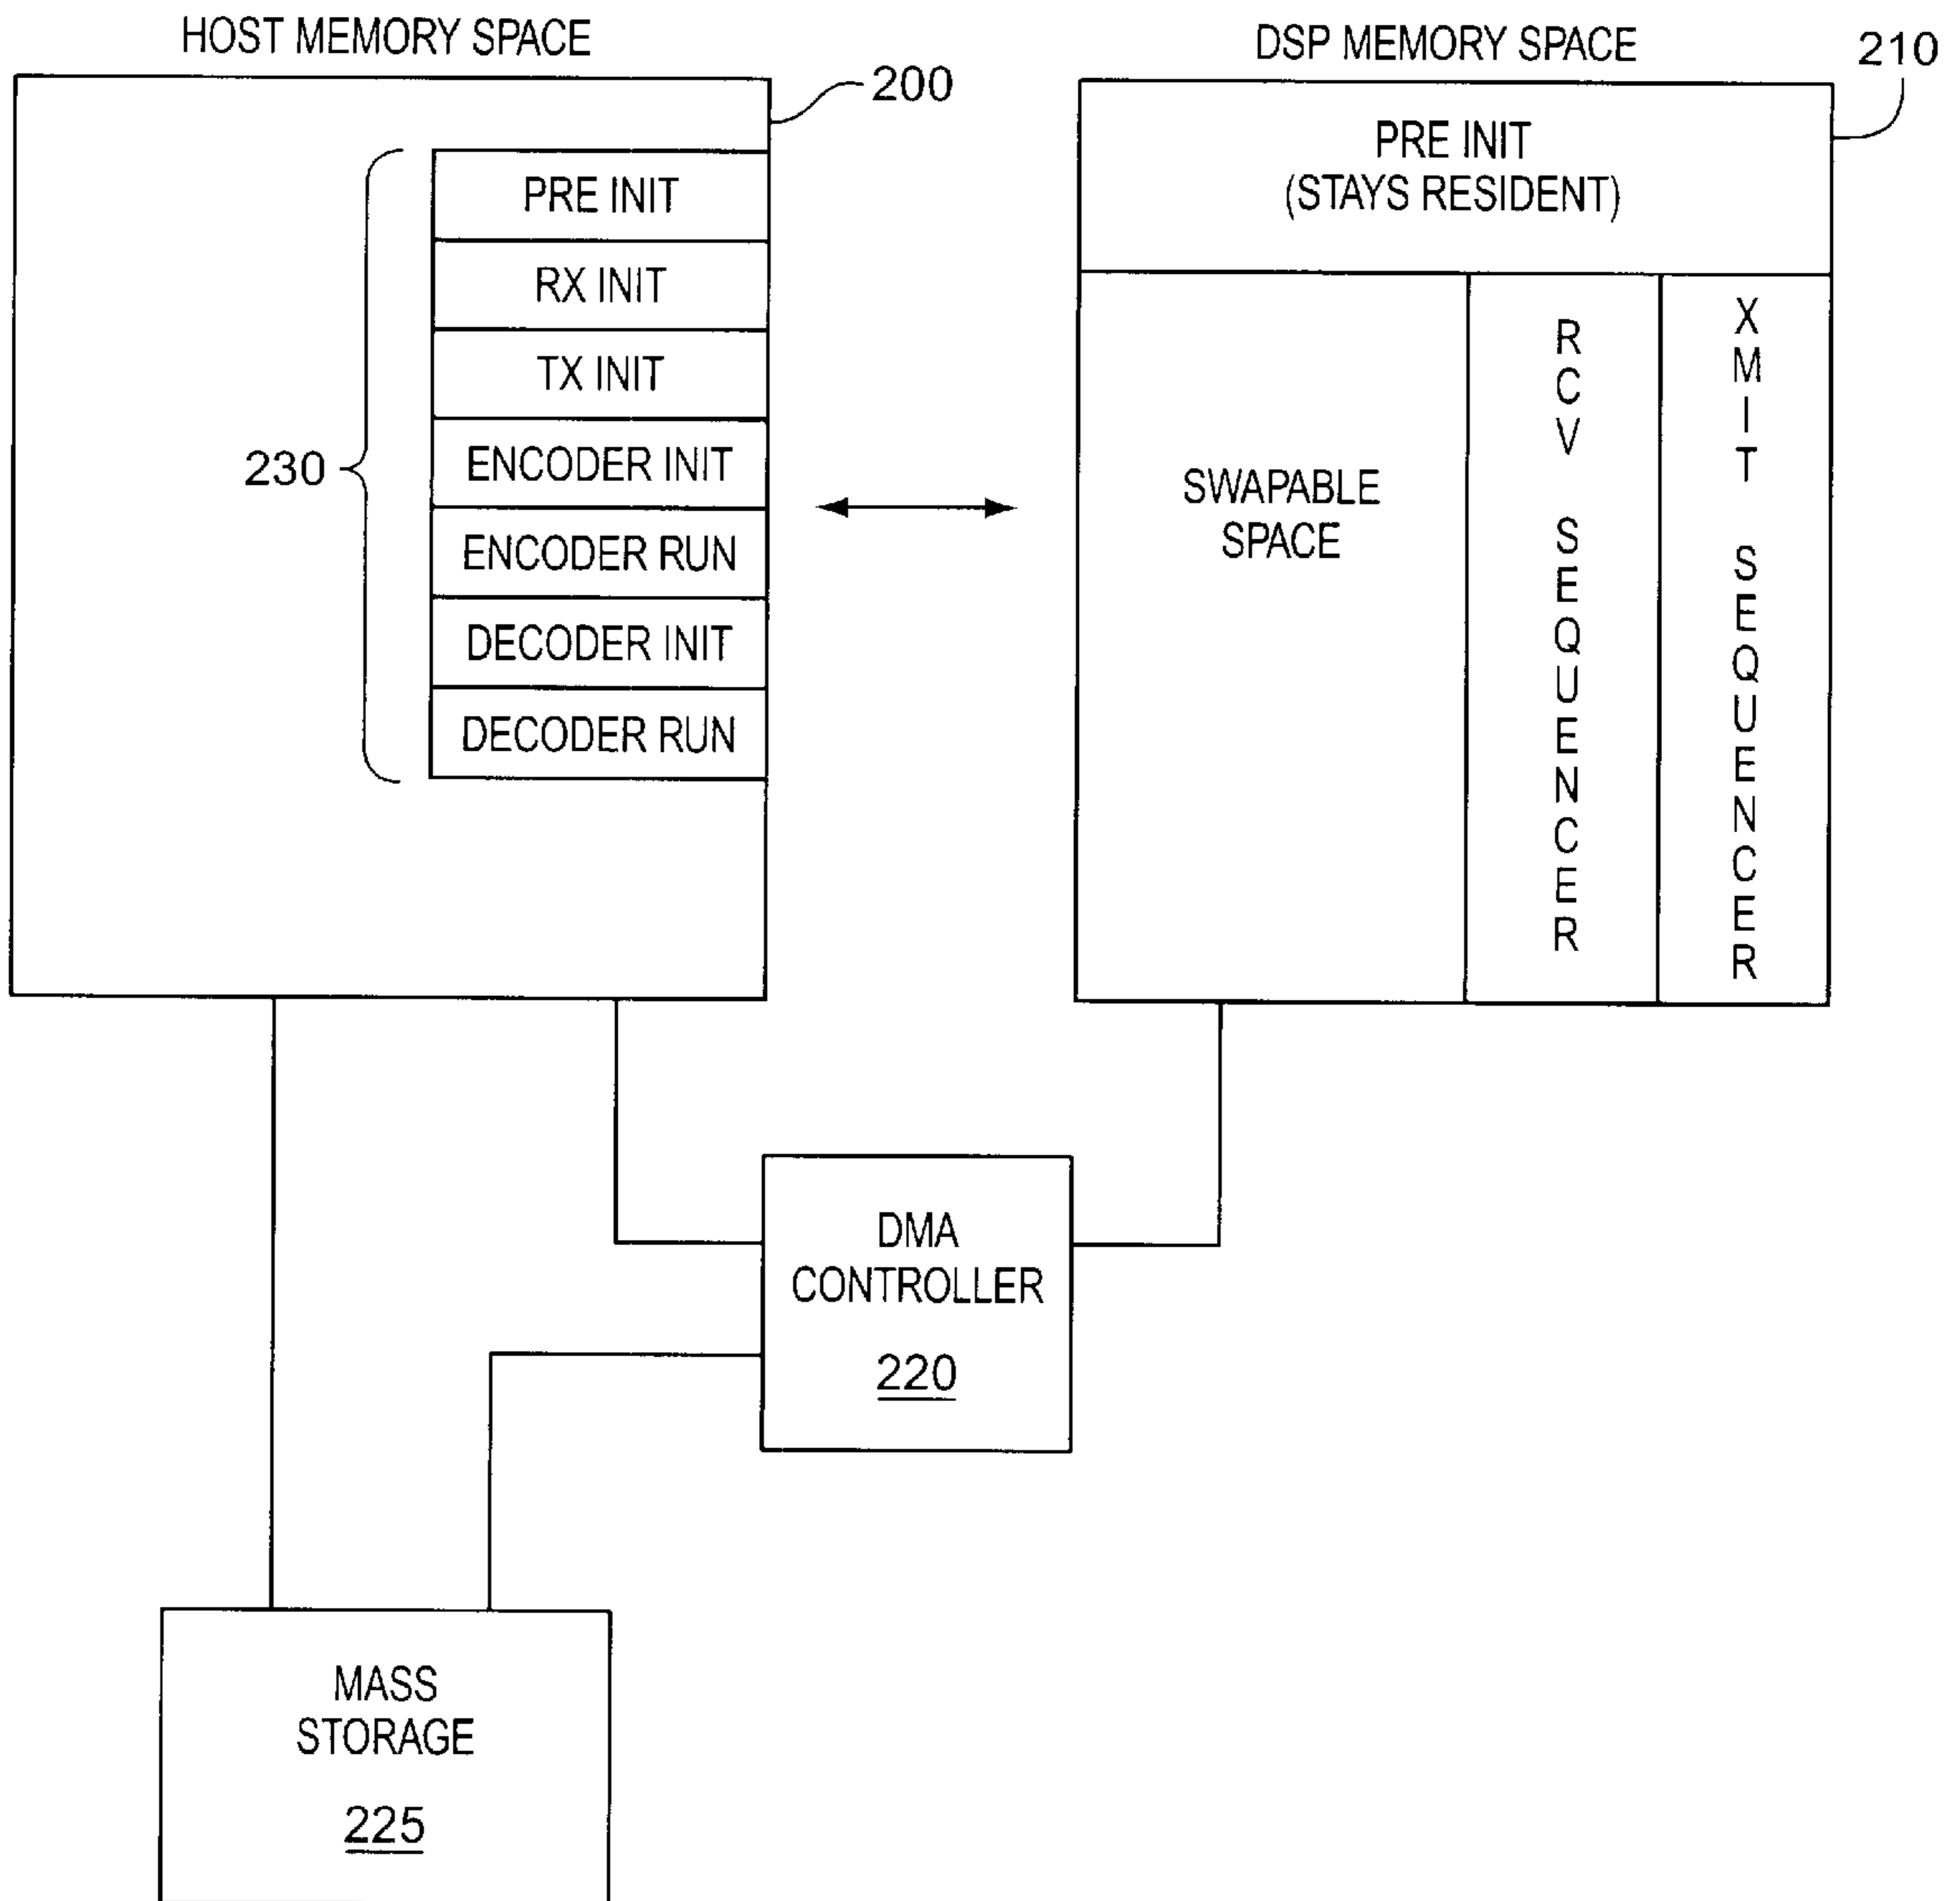 HOST MEMORY SPACE
200
230
PRE INIT
RX INIT
TX INIT
ENCODER INIT
ENCODER RUN
DECODER INIT
DECODER RUN
DSP MEMORY SPACE
210
PRE INIT
(STAYS RESIDENT)
SWAPABLE
SPACE
RCV SEQUENCER
XMIT SEQUENCER
DMA
CONTROLLER
220
MASS
STORAGE
225